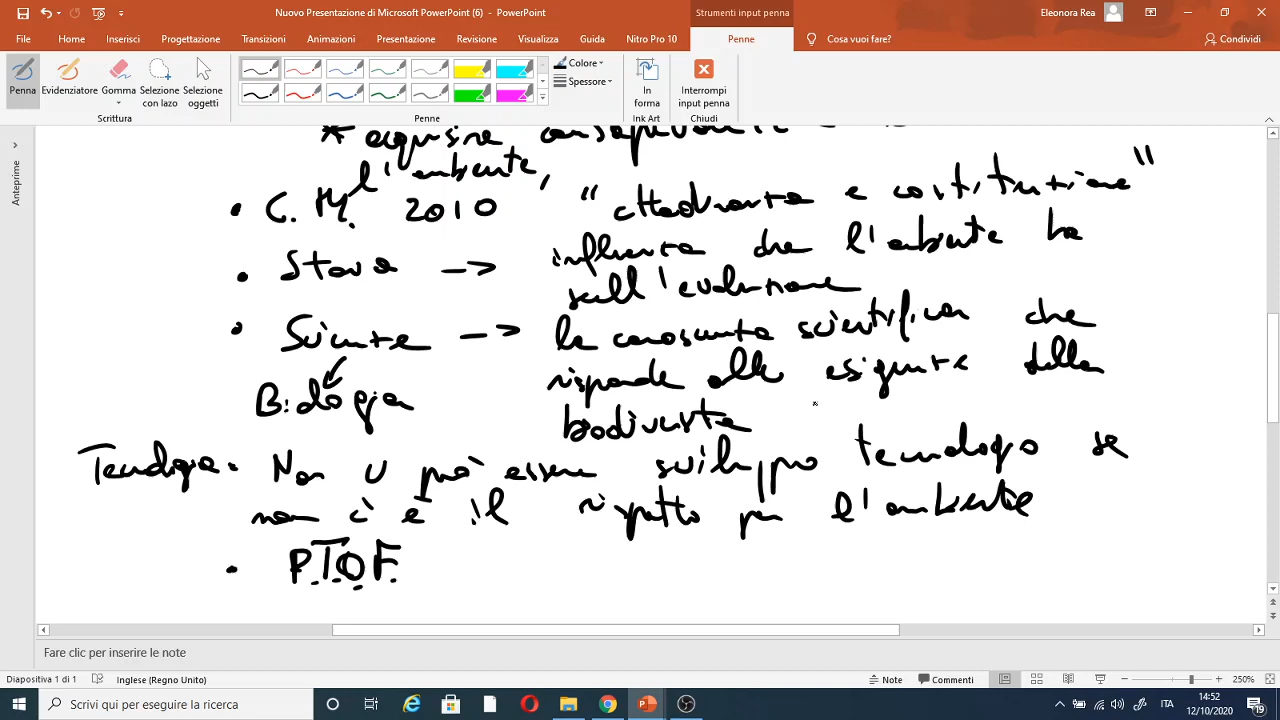 Nuovo Presentazione di Microsoft PowerPoint (6) - PowerPoint
Strumenti input penna
Eleonora Rea
File Home Inserisci Progettazione Transizioni Animazioni Presentazione Revisione Visualizza Guida Nitro Pro 10 Penne Cosa vuoi fare? Condividi
Penna Evidenziatore Gomma Selezione con lazo Selezione oggetti
Colore
Spessore
In forma
Interrompi input penna
Scrittura Penne Ink Art Chiudi
Anteprime
* acquisire
l'ambiente,
• C. M. 2010 "cittadinanza e costituzione"
• Storia -> influenza che l'ambiente ha
sull'evoluzione
• Scienze -> la conoscenza scientifica che
Biologia risponde alle esigenze della
biodiversità
Tecnologia • Non vi può essere sviluppo tecnologo se
non c'è il rispetto per l'ambiente
• P.T.O.F.
Fare clic per inserire le note
Diapositiva 1 di 1 Inglese (Regno Unito) Note Commenti 250%
Scrivi qui per eseguire la ricerca
ITA
14:52
12/10/2020